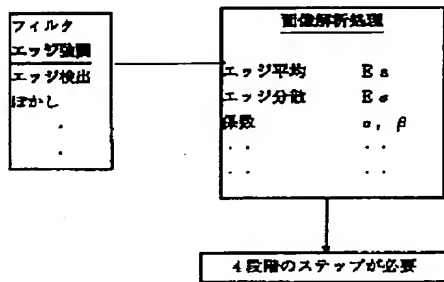 フィルタ
エッジ強調
エッジ検出
ぼかし
・
・
画像解析処理
エッジ平均 E a
エッジ分散 E σ
係数 α, β
・・ ・・
・・ ・・
4段階のステップが必要